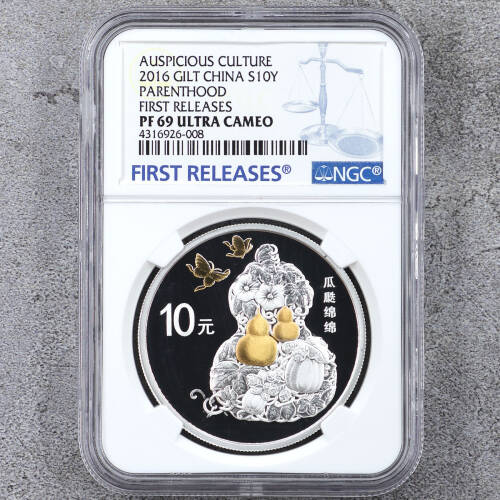 AUSPICIOUS CULTURE
2016 GILT CHINA S10Y
PARENTHOOD
FIRST RELEASES
PF 69 ULTRA CAMEO
4316926-008
FIRST RELEASES®
NGC®
10元
瓜瓞绵绵